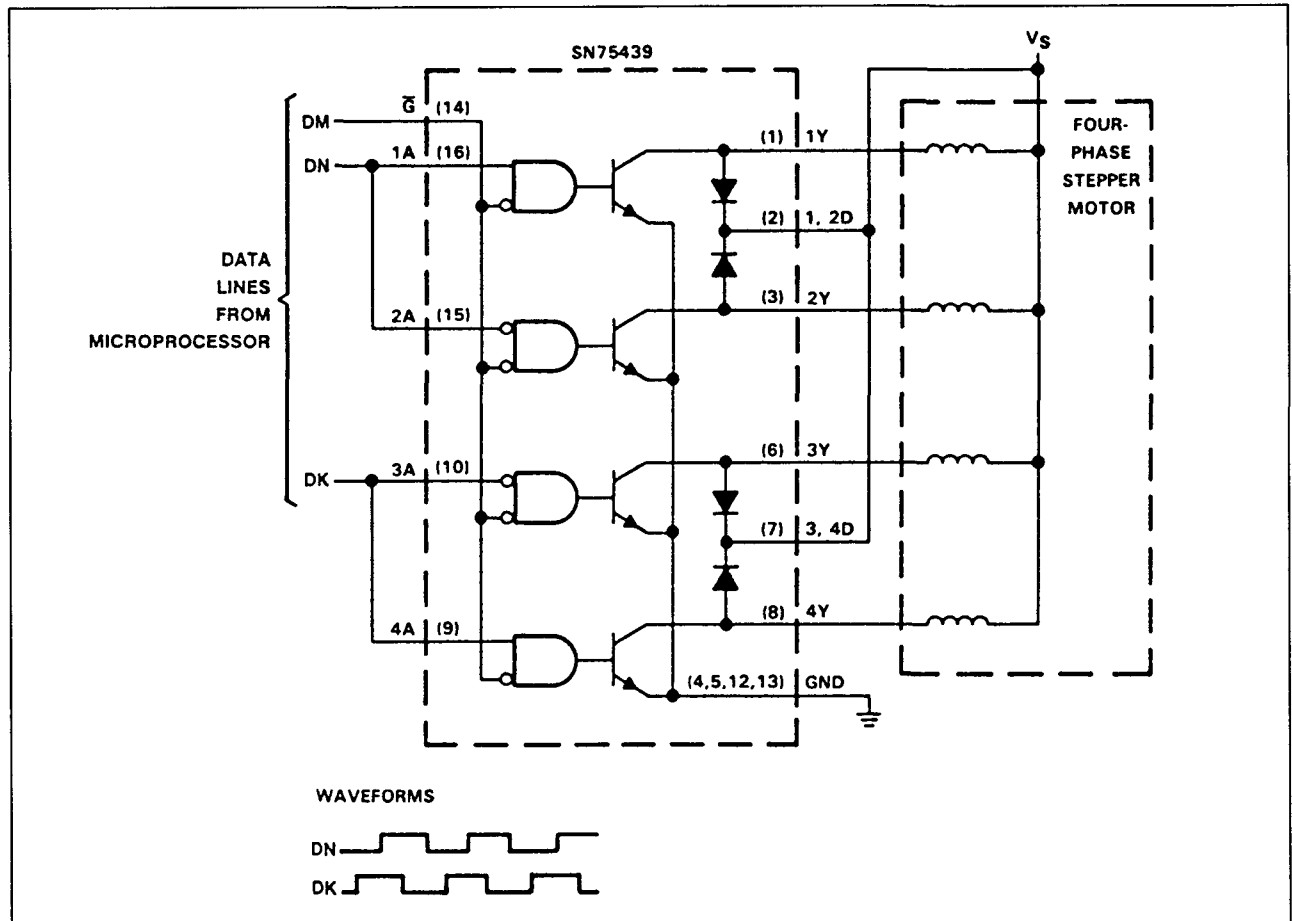 SN75439
VS
DATA
LINES
FROM
MICROPROCESSOR
DM
G̅ (14)
DN
1A (16)
2A (15)
DK
3A (10)
4A (9)
(1) 1Y
(2) 1, 2D
(3) 2Y
(6) 3Y
(7) 3, 4D
(8) 4Y
(4,5,12,13) GND
FOUR-
PHASE
STEPPER
MOTOR
WAVEFORMS
DN
DK